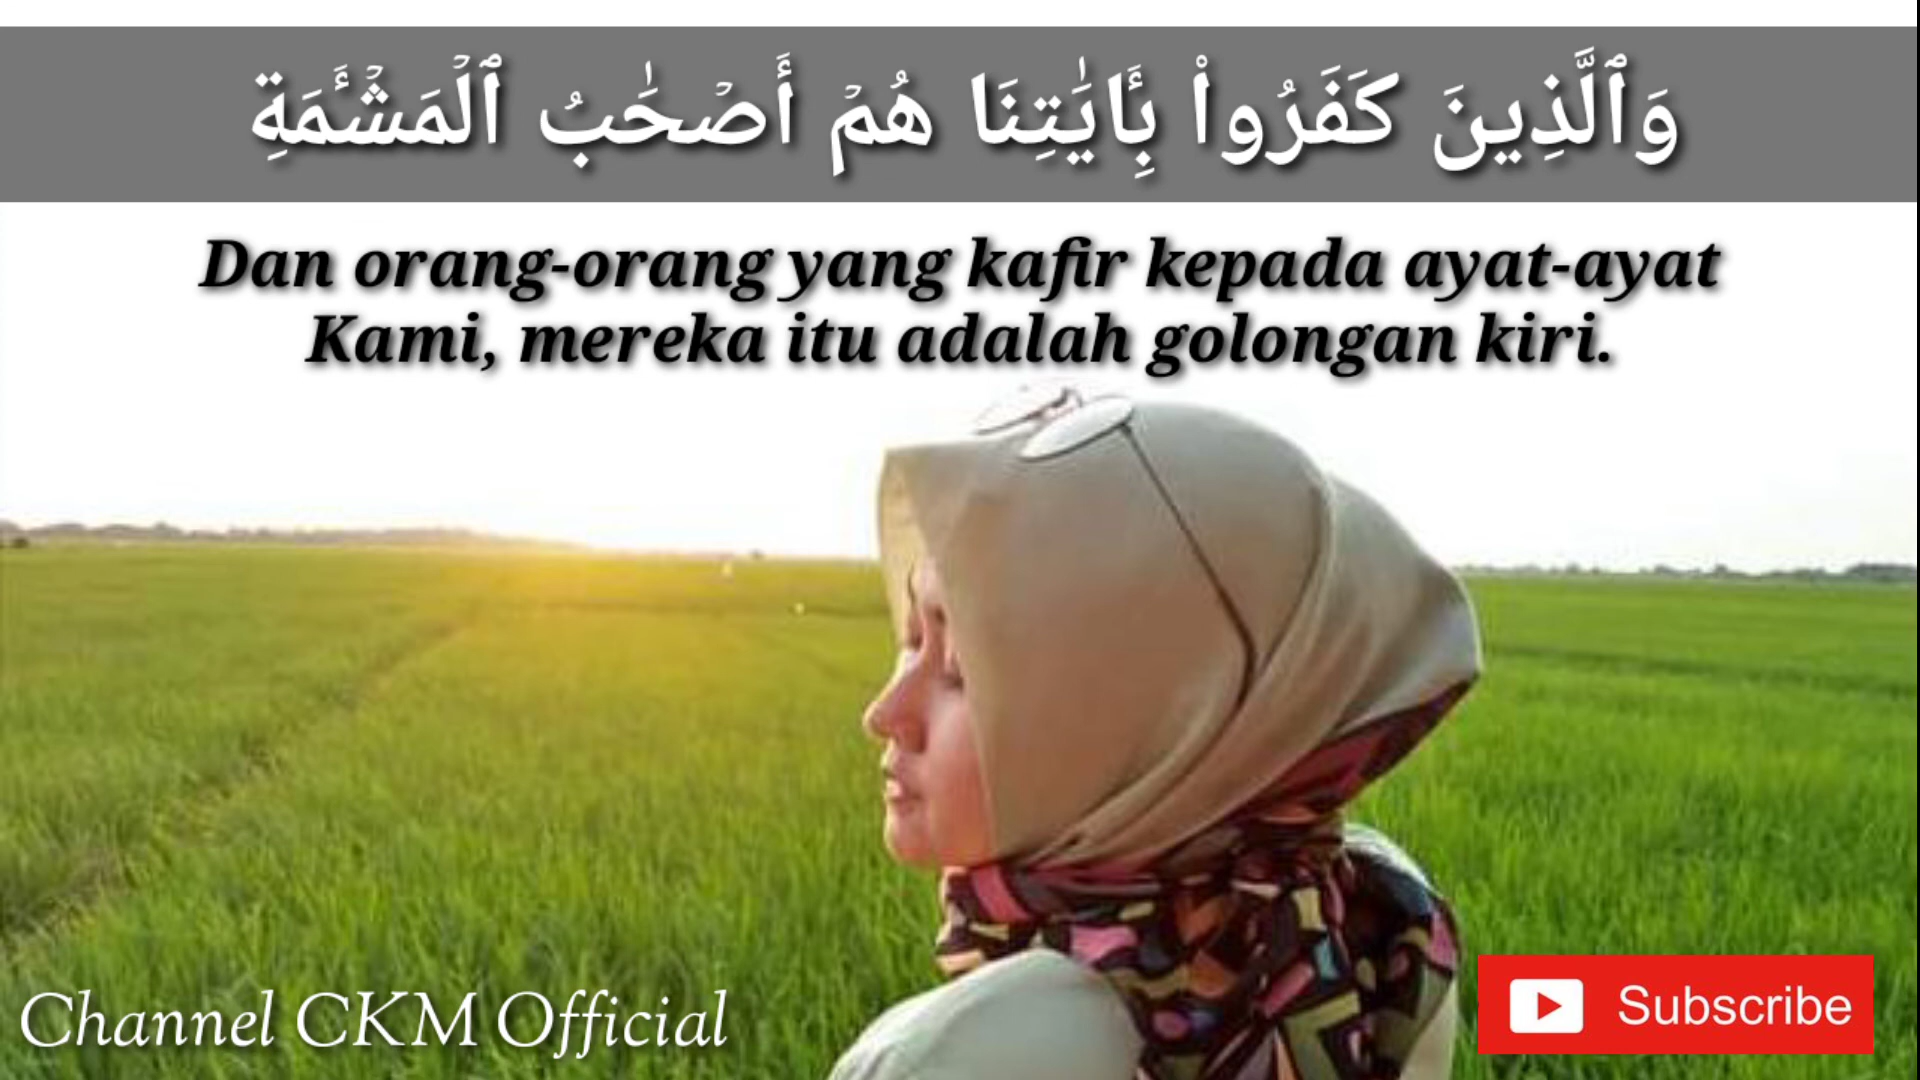 وَٱلَّذِينَ كَفَرُوا۟ بِـَٔايَٰتِنَا هُمْ أَصْحَٰبُ ٱلْمَشْـَٔمَةِ
Dan orang-orang yang kafir kepada ayat-ayat
Kami, mereka itu adalah golongan kiri.
Channel CKM Official
Subscribe